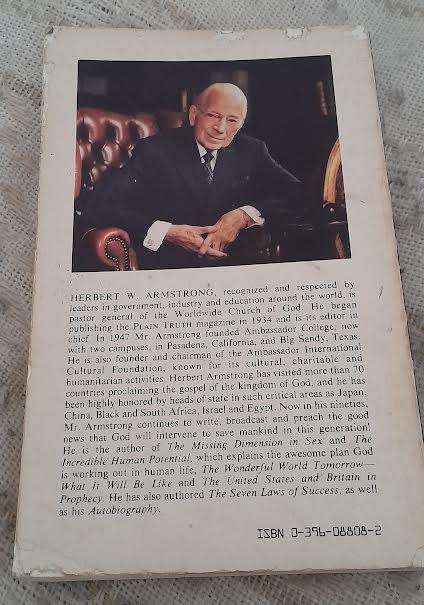 HERBERT W. ARMSTRONG, recognized and respected by
leaders in government, industry and education around the world, is
pastor general of the Worldwide Church of God. He began
publishing the PLAIN TRUTH magazine in 1934 and is its editor in
chief. In 1947 Mr. Armstrong founded Ambassador College, now
with two campuses, in Pasadena, California, and Big Sandy, Texas.
He is also founder and chairman of the Ambassador International
Cultural Foundation, known for its cultural, charitable and
humanitarian activities. Herbert Armstrong has visited more than 70
countries proclaiming the gospel of the kingdom of God, and he has
been highly honored by heads of state in such critical areas as Japan,
China, Black and South Africa, Israel and Egypt. Now in his nineties,
Mr. Armstrong continues to write, broadcast and preach the good
news that God will intervene to save mankind in this generation!
He is the author of The Missing Dimension in Sex and The
Incredible Human Potential, which explains the awesome plan God
is working out in human life, The Wonderful World Tomorrow—
What It Will Be Like and The United States and Britain in
Prophecy. He has also authored The Seven Laws of Success, as well
as his Autobiography.
ISBN 0-396-08808-2